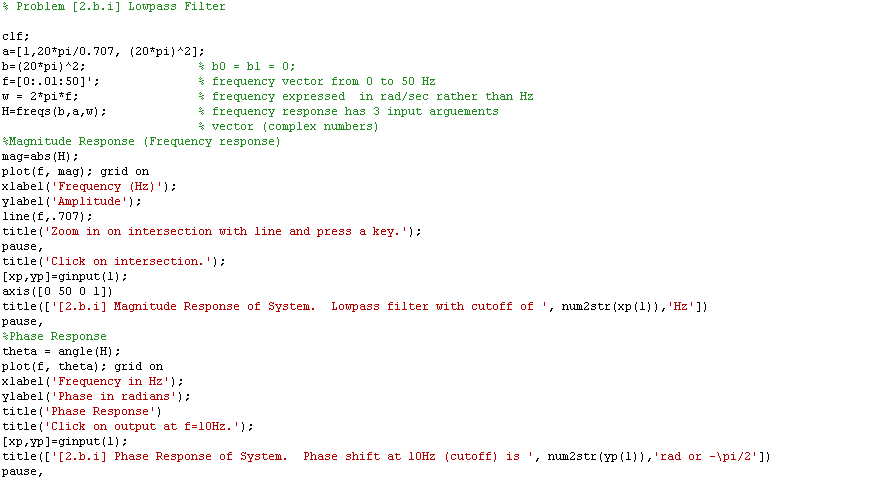 % Problem [2.b.i] Lowpass Filter
clf;
a=[1,20*pi/0.707, (20*pi)^2];
b=(20*pi)^2; % b0 = b1 = 0;
f=[0:.01:50]'; % frequency vector from 0 to 50 Hz
w = 2*pi*f; % frequency expressed  in rad/sec rather than Hz
H=freqs(b,a,w); % frequency response has 3 input arguements
% vector (complex numbers)
%Magnitude Response (Frequency response)
mag=abs(H);
plot(f, mag); grid on
xlabel('Frequency (Hz)');
ylabel('Amplitude');
line(f,.707);
title('Zoom in on intersection with line and press a key.');
pause,
title('Click on intersection.');
[xp,yp]=ginput(1);
axis([0 50 0 1])
title(['[2.b.i] Magnitude Response of System.  Lowpass filter with cutoff of ', num2str(xp(1)),'Hz'])
pause,
%Phase Response
theta = angle(H);
plot(f, theta); grid on
xlabel('Frequency in Hz');
ylabel('Phase in radians');
title('Phase Response')
title('Click on output at f=10Hz.');
[xp,yp]=ginput(1);
title(['[2.b.i] Phase Response of System.  Phase shift at 10Hz (cutoff) is ', num2str(yp(1)),'rad or -\pi/2'])
pause,